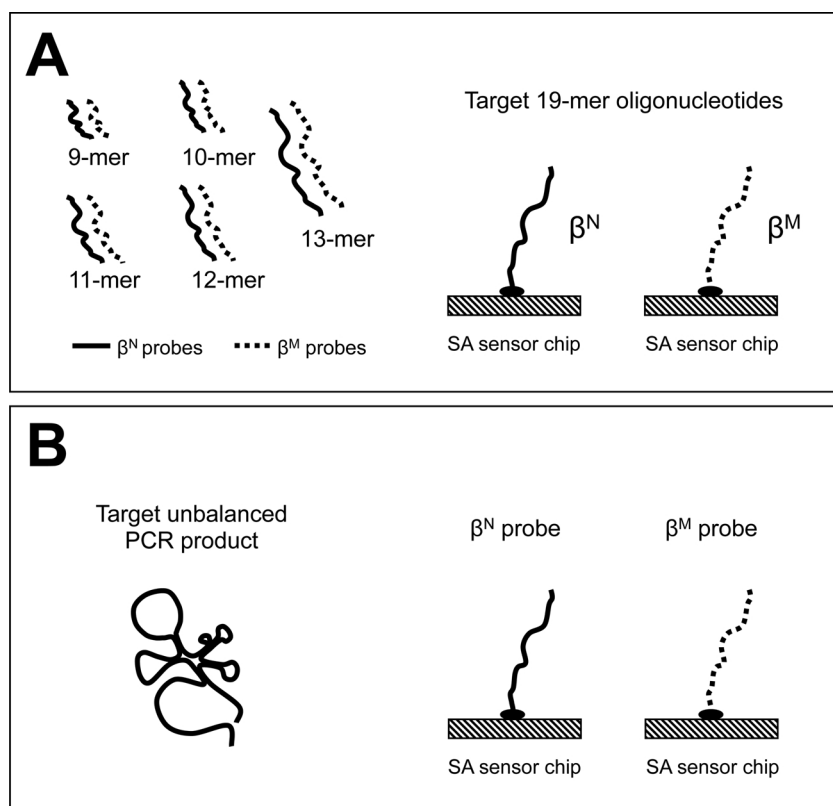 A
Target 19-mer oligonucleotides
9-mer
10-mer
13-mer
11-mer
12-mer
βᴺ
βᴹ
βᴺ probes
βᴹ probes
SA sensor chip
SA sensor chip
B
Target unbalanced
PCR product
βᴺ probe
βᴹ probe
SA sensor chip
SA sensor chip